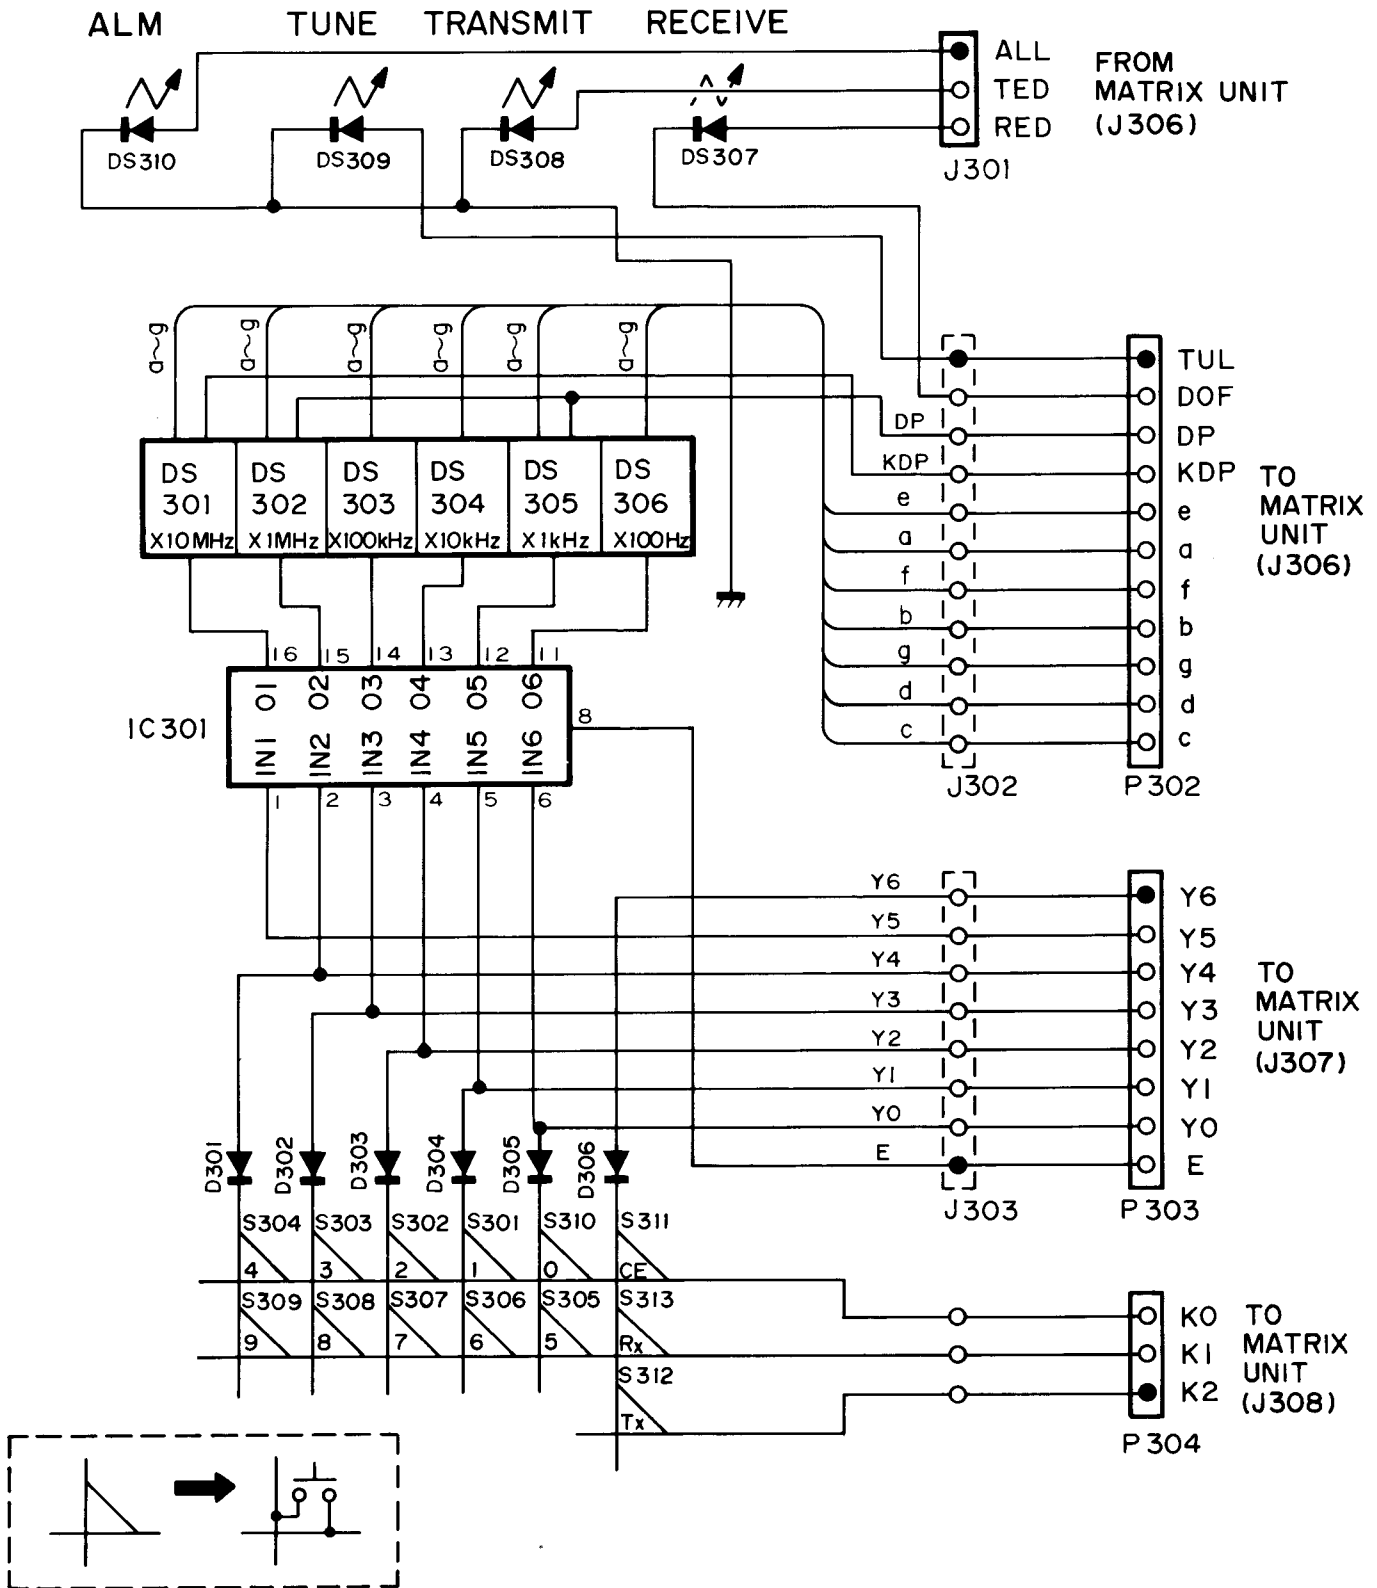 ALM TUNE TRANSMIT RECEIVE
ALL
TED
RED
FROM
MATRIX UNIT
(J306)
J301
DS310 DS309 DS308 DS307
a~g a~g a~g a~g a~g a~g
TUL
DOF
DP DP
KDP KDP
e e
a a
f f
b b
g g
d d
c c
TO
MATRIX
UNIT
(J306)
J302 P302
DS
301
X10MHz
DS
302
X1MHz
DS
303
X100kHz
DS
304
X10kHz
DS
305
X1kHz
DS
306
X100Hz
16 15 14 13 12 11
O1 O2 O3 O4 O5 O6
IC301
8
IN1 IN2 IN3 IN4 IN5 IN6
1 2 3 4 5 6
Y6 Y6
Y5 Y5
Y4 Y4
Y3 Y3
Y2 Y2
Y1 Y1
Y0 Y0
E E
TO
MATRIX
UNIT
(J307)
J303 P303
D301 D302 D303 D304 D305 D306
S304 S303 S302 S301 S310 S311
4 3 2 1 0 CE
S309 S308 S307 S306 S305 S313
9 8 7 6 5 Rx
S312
Tx
K0
K1
K2
TO
MATRIX
UNIT
(J308)
P304